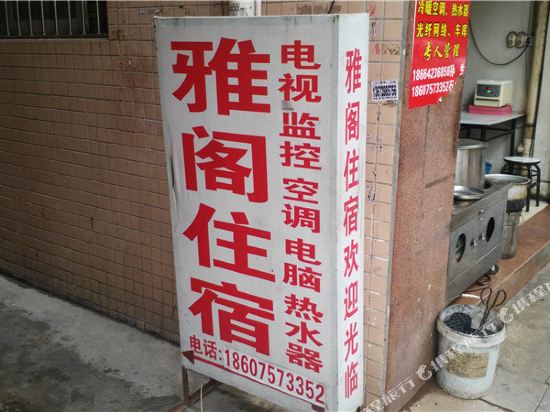 雅阁住宿
电视 监控 空调 电脑 热水器
电话:18607573352
雅阁住宿欢迎光临
冷暖空调、热水器
光纤网络、车库
专人管理
18607573352